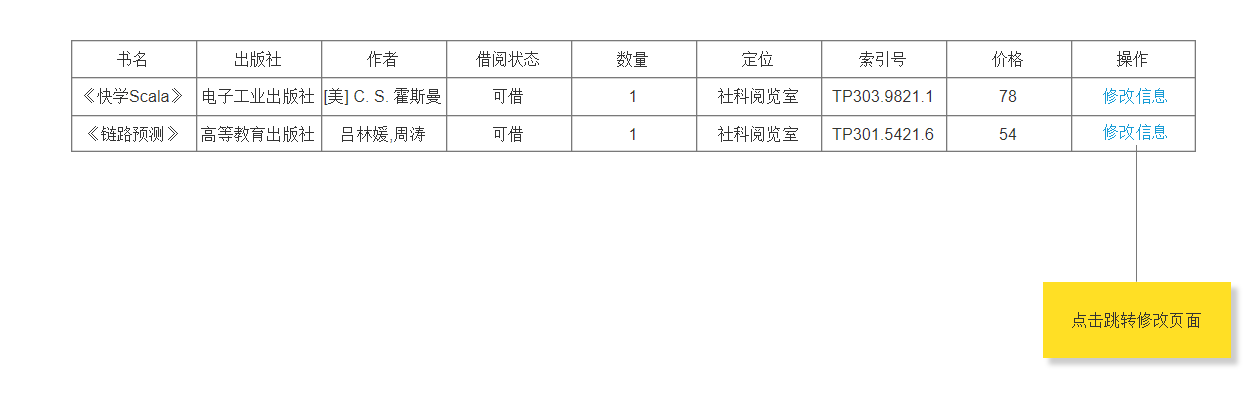 书名 出版社 作者 借阅状态 数量 定位 索引号 价格 操作
《快学Scala》 电子工业出版社 [美] C. S. 霍斯曼 可借 1 社科阅览室 TP303.9821.1 78 修改信息
《链路预测》 高等教育出版社 吕林媛,周涛 可借 1 社科阅览室 TP301.5421.6 54 修改信息
点击跳转修改页面